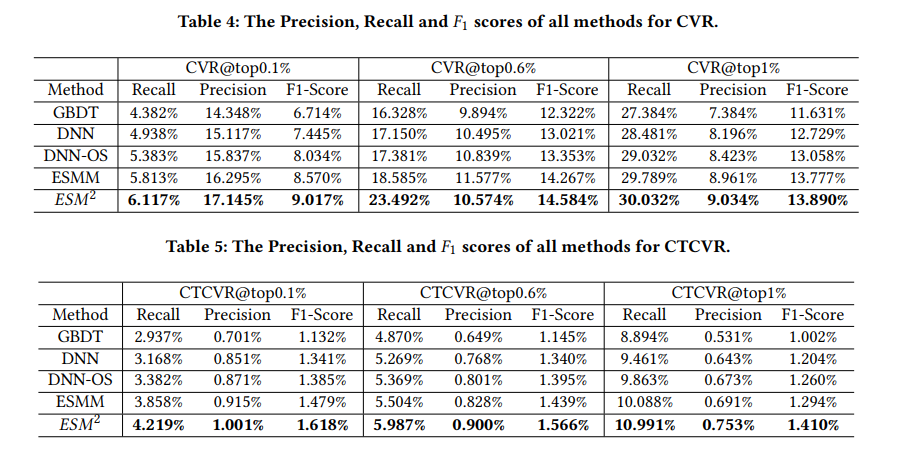 Table 4: The Precision, Recall and F1 scores of all methods for CVR.
CVR@top0.1% CVR@top0.6% CVR@top1%
Method Recall Precision F1-Score Recall Precision F1-Score Recall Precision F1-Score
GBDT 4.382% 14.348% 6.714% 16.328% 9.894% 12.322% 27.384% 7.384% 11.631%
DNN 4.938% 15.117% 7.445% 17.150% 10.495% 13.021% 28.481% 8.196% 12.729%
DNN-OS 5.383% 15.837% 8.034% 17.381% 10.839% 13.353% 29.032% 8.423% 13.058%
ESMM 5.813% 16.295% 8.570% 18.585% 11.577% 14.267% 29.789% 8.961% 13.777%
ESM² 6.117% 17.145% 9.017% 23.492% 10.574% 14.584% 30.032% 9.034% 13.890%
Table 5: The Precision, Recall and F1 scores of all methods for CTCVR.
CTCVR@top0.1% CTCVR@top0.6% CTCVR@top1%
Method Recall Precision F1-Score Recall Precision F1-Score Recall Precision F1-Score
GBDT 2.937% 0.701% 1.132% 4.870% 0.649% 1.145% 8.894% 0.531% 1.002%
DNN 3.168% 0.851% 1.341% 5.269% 0.768% 1.340% 9.461% 0.643% 1.204%
DNN-OS 3.382% 0.871% 1.385% 5.369% 0.801% 1.395% 9.863% 0.673% 1.260%
ESMM 3.858% 0.915% 1.479% 5.504% 0.828% 1.439% 10.088% 0.691% 1.294%
ESM² 4.219% 1.001% 1.618% 5.987% 0.900% 1.566% 10.991% 0.753% 1.410%